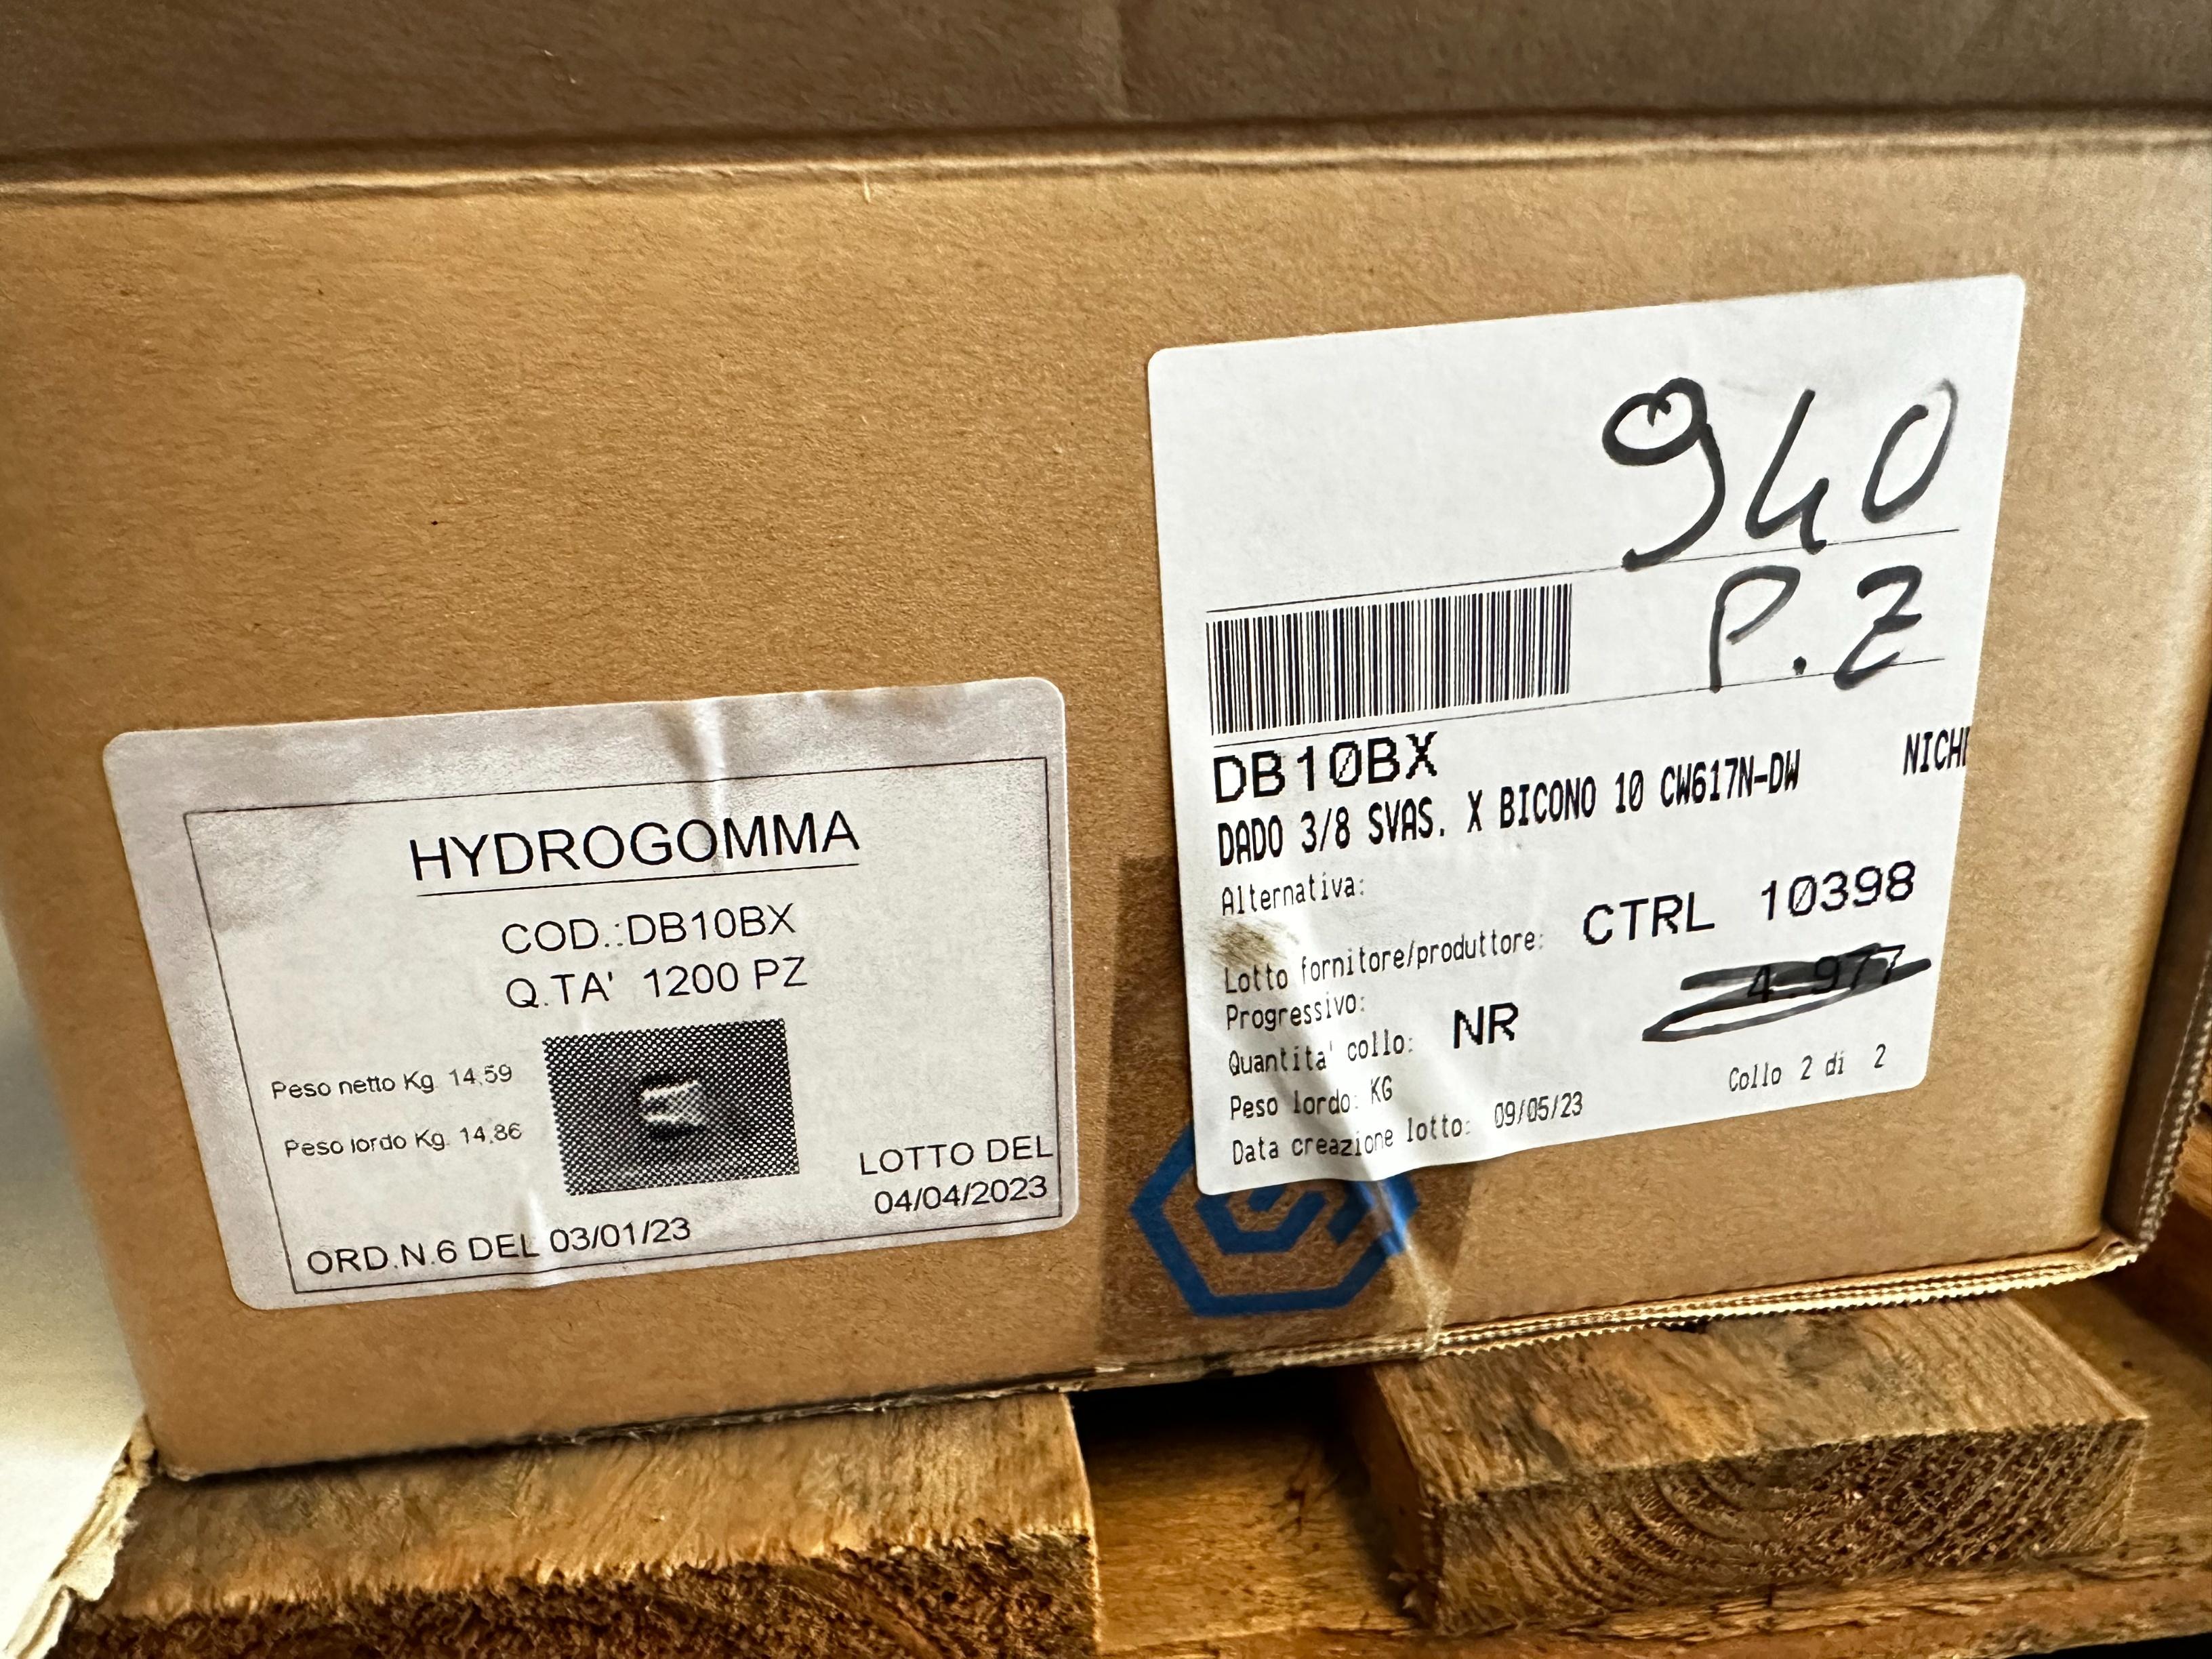 HYDROGOMMA
COD.:DB10BX
Q.TA' 1200 PZ
Peso netto Kg. 14,59
Peso lordo Kg. 14,86
LOTTO DEL
04/04/2023
ORD.N.6 DEL 03/01/23
940
P.Z
DB10BX
DADO 3/8 SVAS. X BICONO 10 CW617N-DW NICH
Alternativa:
Lotto fornitore/produttore: CTRL 10398
Progressivo:
Quantita' collo: NR 4.977
Peso lordo: KG
Collo 2 di 2
Data creazione lotto: 09/05/23